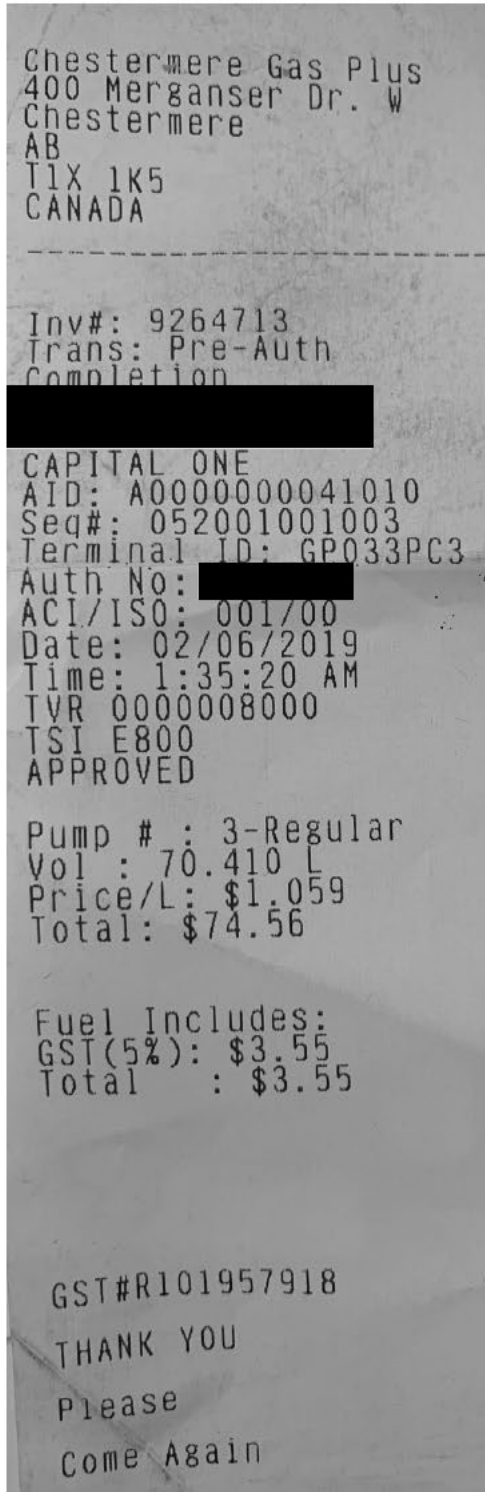 Chestermere Gas Plus
400 Merganser Dr. W
Chestermere
AB
T1X 1K5
CANADA
--------------------------------
Inv#: 9264713
Trans: Pre-Auth
Completion
CAPITAL ONE
AID: A0000000041010
Seq#: 052001001003
Terminal ID: GP033PC3
Auth No:
ACI/ISO: 001/00
Date: 02/06/2019
Time: 1:35:20 AM
TVR 0000008000
TSI E800
APPROVED
Pump # : 3-Regular
Vol : 70.410 L
Price/L: $1.059
Total: $74.56
Fuel Includes:
GST(5%): $3.55
Total : $3.55
GST#R101957918
THANK YOU
Please
Come Again